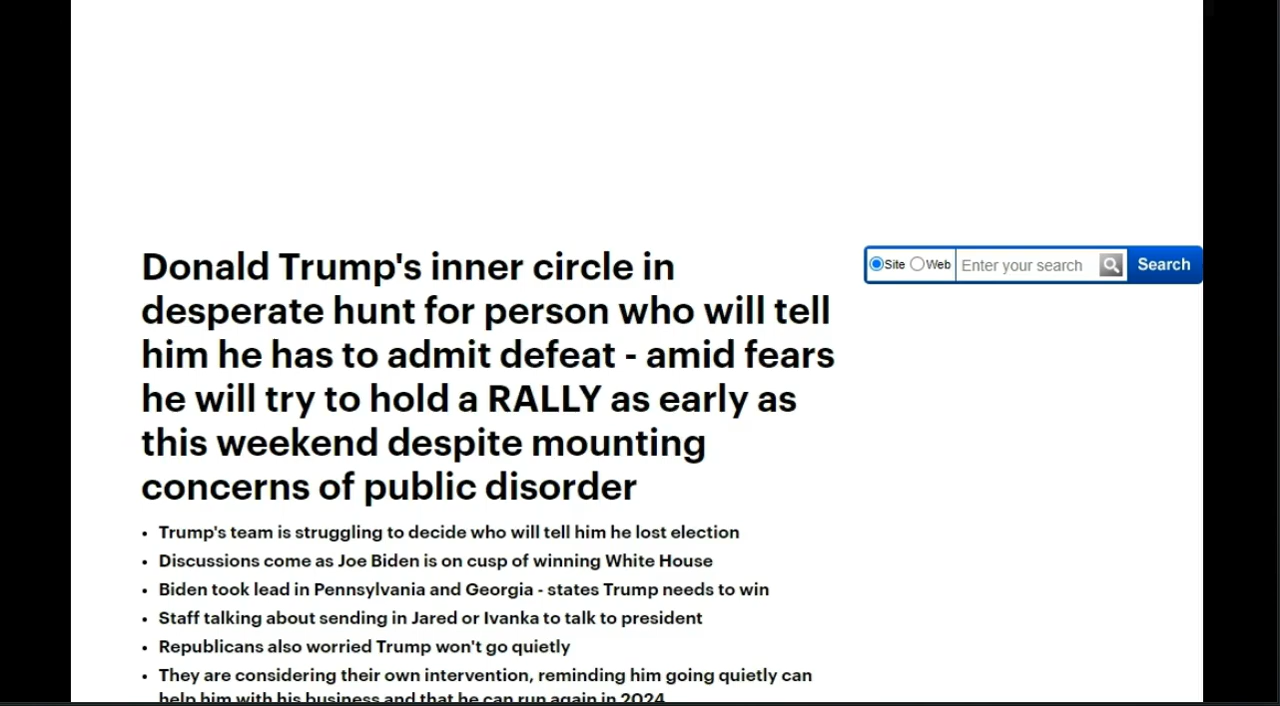 Donald Trump's inner circle in
desperate hunt for person who will tell
him he has to admit defeat - amid fears
he will try to hold a RALLY as early as
this weekend despite mounting
concerns of public disorder
Site Web Enter your search Search
• Trump's team is struggling to decide who will tell him he lost election
• Discussions come as Joe Biden is on cusp of winning White House
• Biden took lead in Pennsylvania and Georgia - states Trump needs to win
• Staff talking about sending in Jared or Ivanka to talk to president
• Republicans also worried Trump won't go quietly
• They are considering their own intervention, reminding him going quietly can
help him with his business and that he can run again in 2024